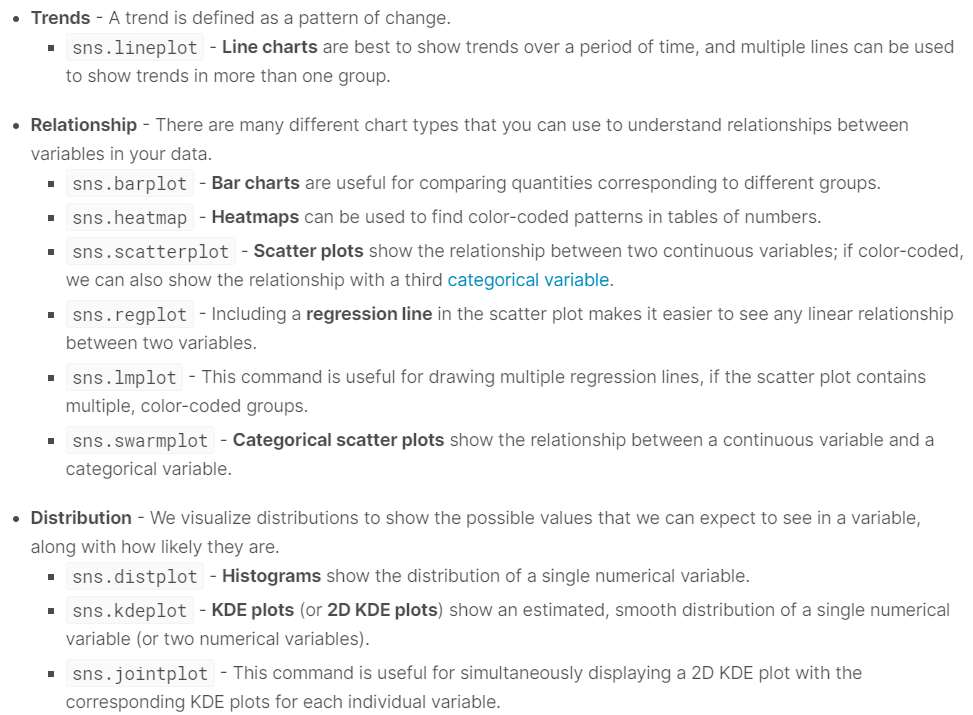 Trends - A trend is defined as a pattern of change.
sns.lineplot - Line charts are best to show trends over a period of time, and multiple lines can be used
to show trends in more than one group.
Relationship - There are many different chart types that you can use to understand relationships between
variables in your data.
sns.barplot - Bar charts are useful for comparing quantities corresponding to different groups.
sns.heatmap - Heatmaps can be used to find color-coded patterns in tables of numbers.
sns.scatterplot - Scatter plots show the relationship between two continuous variables; if color-coded,
we can also show the relationship with a third categorical variable.
sns.regplot - Including a regression line in the scatter plot makes it easier to see any linear relationship
between two variables.
sns.lmplot - This command is useful for drawing multiple regression lines, if the scatter plot contains
multiple, color-coded groups.
sns.swarmplot - Categorical scatter plots show the relationship between a continuous variable and a
categorical variable.
Distribution - We visualize distributions to show the possible values that we can expect to see in a variable,
along with how likely they are.
sns.distplot - Histograms show the distribution of a single numerical variable.
sns.kdeplot - KDE plots (or 2D KDE plots) show an estimated, smooth distribution of a single numerical
variable (or two numerical variables).
sns.jointplot - This command is useful for simultaneously displaying a 2D KDE plot with the
corresponding KDE plots for each individual variable.